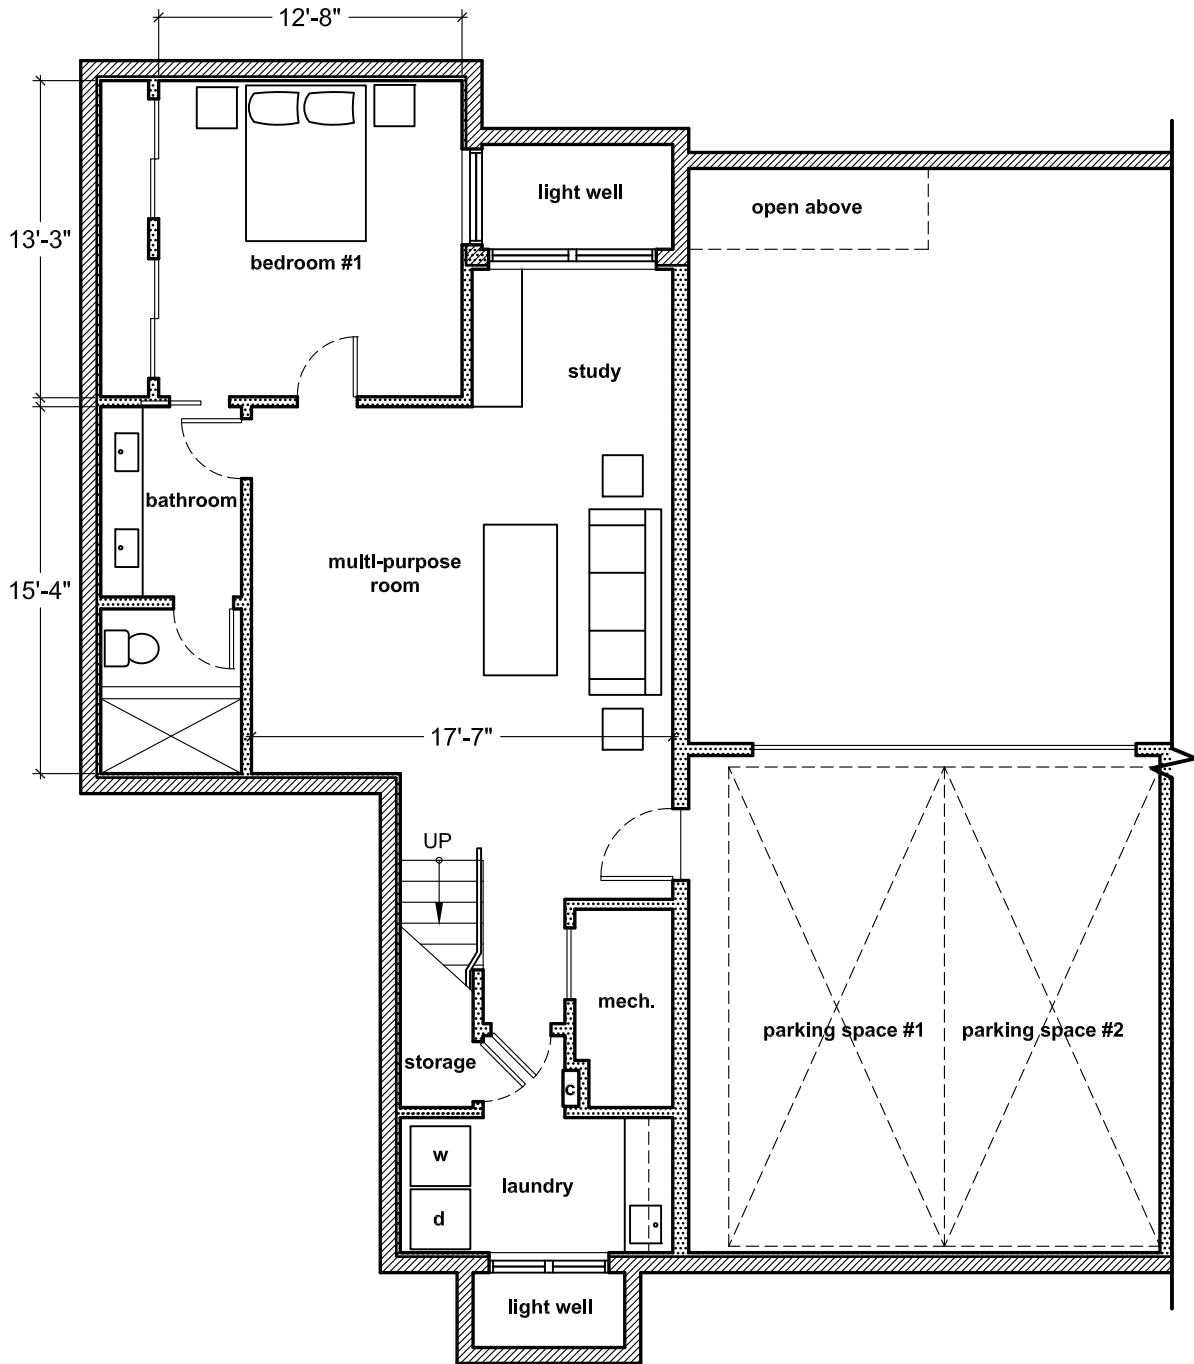 12'-8"
light well
open above
13'-3"
bedroom #1
study
bathroom
multI-purpose
room
15'-4"
17'-7"
UP
mech.
parking space #1
parking space #2
storage
c
w
laundry
d
light well